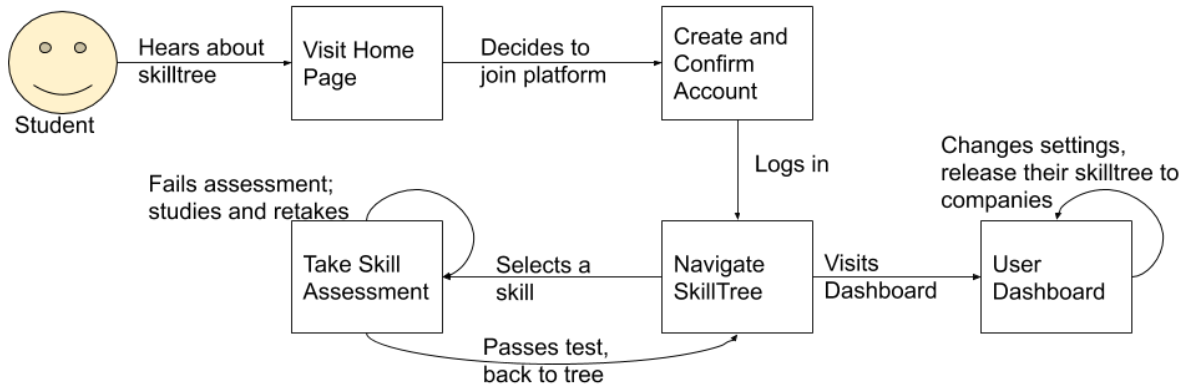 Student
Hears about
skilltree
Visit Home
Page
Decides to
join platform
Create and
Confirm
Account
Logs in
Changes settings,
release their skilltree to
companies
Fails assessment;
studies and retakes
Take Skill
Assessment
Selects a
skill
Navigate
SkillTree
Visits
Dashboard
User
Dashboard
Passes test,
back to tree